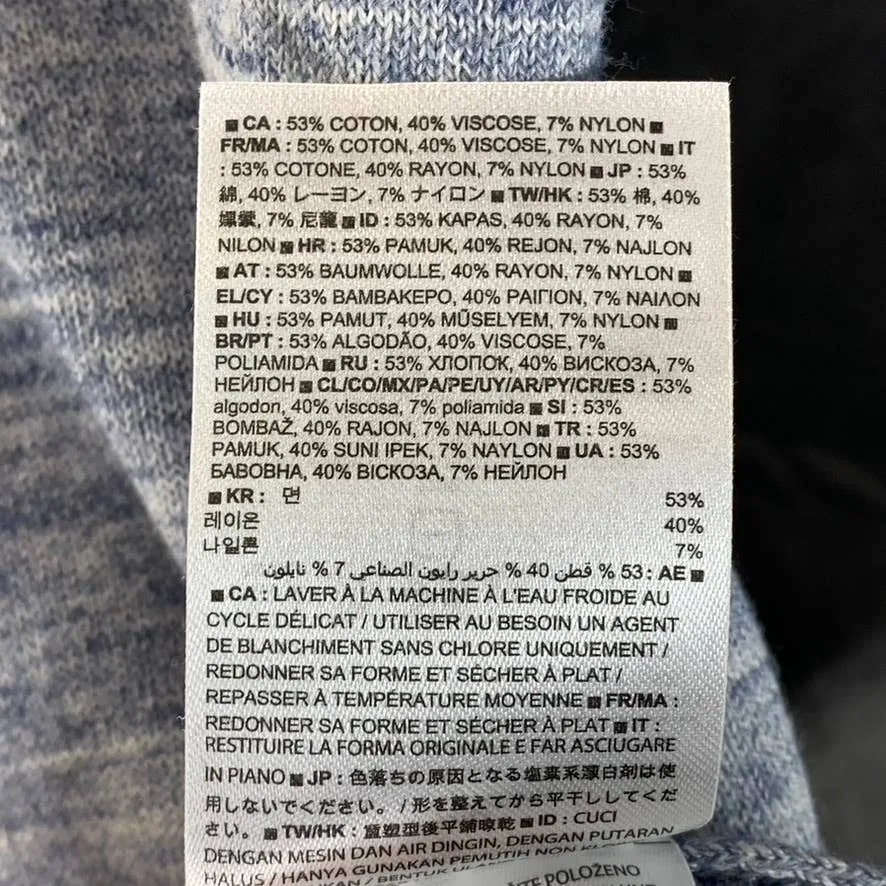 CA : 53% COTON, 40% VISCOSE, 7% NYLON
FR/MA : 53% COTON, 40% VISCOSE, 7% NYLON IT
: 53% COTONE, 40% RAYON, 7% NYLON JP : 53%
綿, 40% レーヨン, 7% ナイロン TW/HK : 53% 棉, 40%
嫘縈, 7% 尼龍 ID : 53% KAPAS, 40% RAYON, 7%
NILON HR : 53% PAMUK, 40% REJON, 7% NAJLON
AT : 53% BAUMWOLLE, 40% RAYON, 7% NYLON
EL/CY : 53% ΒΑΜΒΑΚΕΡΟ, 40% ΡΑΙΓΙΟΝ, 7% ΝΑΙΛΟΝ
HU : 53% PAMUT, 40% MŰSELYEM, 7% NYLON
BR/PT : 53% ALGODÃO, 40% VISCOSE, 7%
POLIAMIDA RU : 53% ХЛОПОК, 40% ВИСКОЗА, 7%
НЕЙЛОН CL/CO/MX/PA/PE/UY/AR/PY/CR/ES : 53%
algodon, 40% viscosa, 7% poliamida SI : 53%
BOMBAŽ, 40% RAJON, 7% NAJLON TR : 53%
PAMUK, 40% SUNI IPEK, 7% NAYLON UA : 53%
БАВОВНА, 40% ВІСКОЗА, 7% НЕЙЛОН
KR : 면 53%
레이온 40%
나일론 7%
AE : 53 % قطن 40 % حرير رايون الصناعي 7 % نايلون
CA : LAVER À LA MACHINE À L'EAU FROIDE AU
CYCLE DÉLICAT / UTILISER AU BESOIN UN AGENT
DE BLANCHIMENT SANS CHLORE UNIQUEMENT /
REDONNER SA FORME ET SÉCHER À PLAT /
REPASSER À TEMPÉRATURE MOYENNE FR/MA :
REDONNER SA FORME ET SÉCHER À PLAT IT :
RESTITUIRE LA FORMA ORIGINALE E FAR ASCIUGARE
IN PIANO JP : 色落ちの原因となる塩素系漂白剤は使
用しないでください。 / 形を整えてから平干ししてくだ
さい。 TW/HK : 重塑型後平鋪晾乾 ID : CUCI
DENGAN MESIN DAN AIR DINGIN, DENGAN PUTARAN
HALUS / HANYA GUNAKAN PEMUTIH NON
POLOŽENO